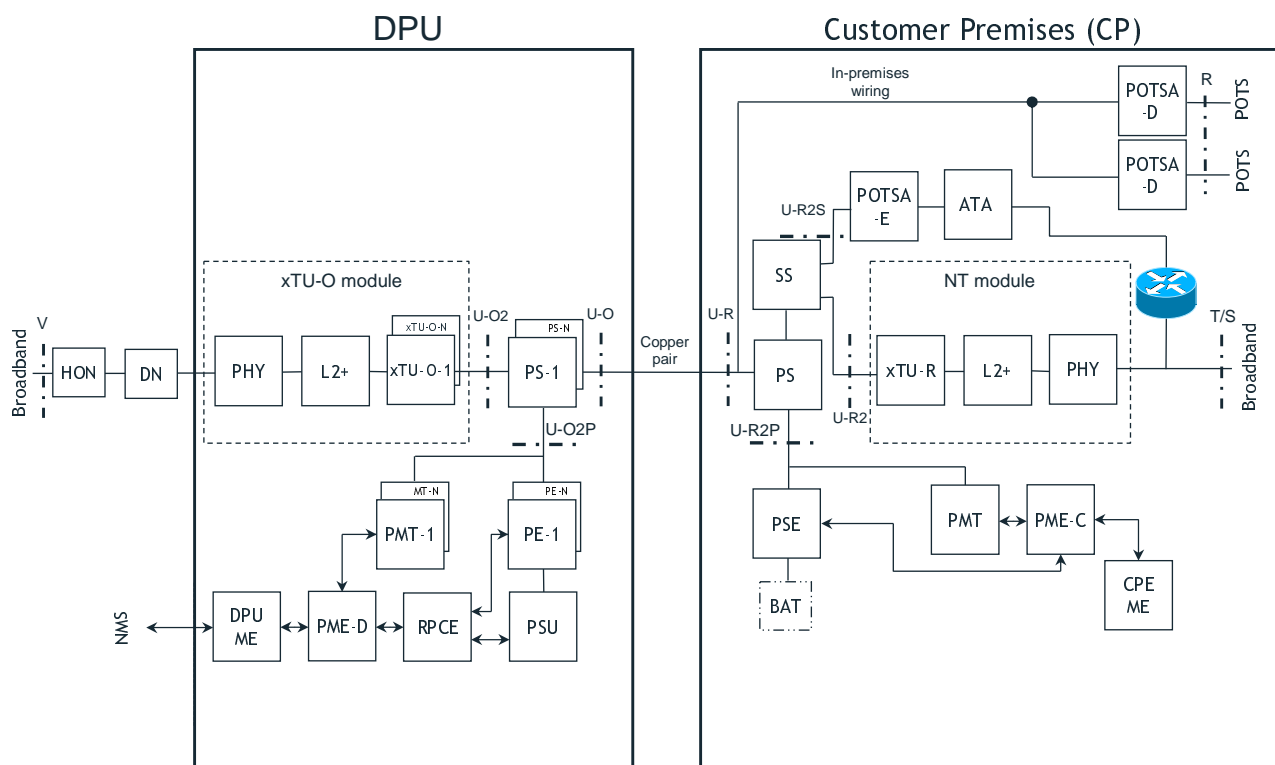 DPU
Customer Premises (CP)
In-premises
wiring
POTSA
-D
R
POTS
POTSA
-D
POTS
U-R2S
POTSA
-E
ATA
xTU-O module
SS
NT module
V
U-O2
xTU-O-N
PS-N
U-O
U-R
T/S
Broadband
HON
DN
PHY
L2+
xTU-O-1
PS-1
Copper
pair
PS
xTU-R
L2+
PHY
Broadband
U-R2
U-O2P
U-R2P
MT-N
PE-N
PMT-1
PE-1
PSE
PMT
PME-C
NMS
DPU
ME
PME-D
RPCE
PSU
BAT
CPE
ME